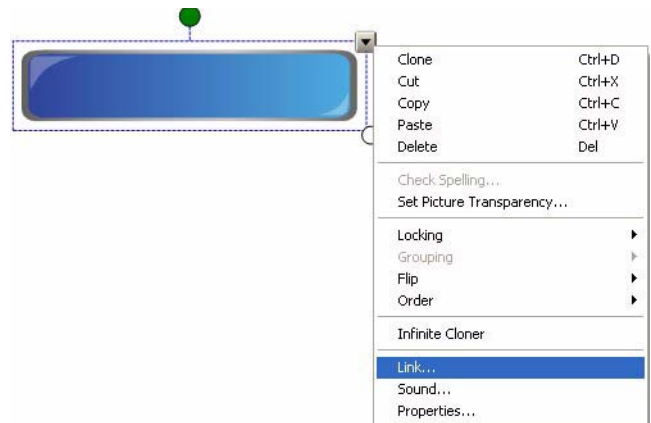 Clone Ctrl+D
Cut Ctrl+X
Copy Ctrl+C
Paste Ctrl+V
Delete Del
Check Spelling...
Set Picture Transparency...
Locking
Grouping
Flip
Order
Infinite Cloner
Link...
Sound...
Properties...